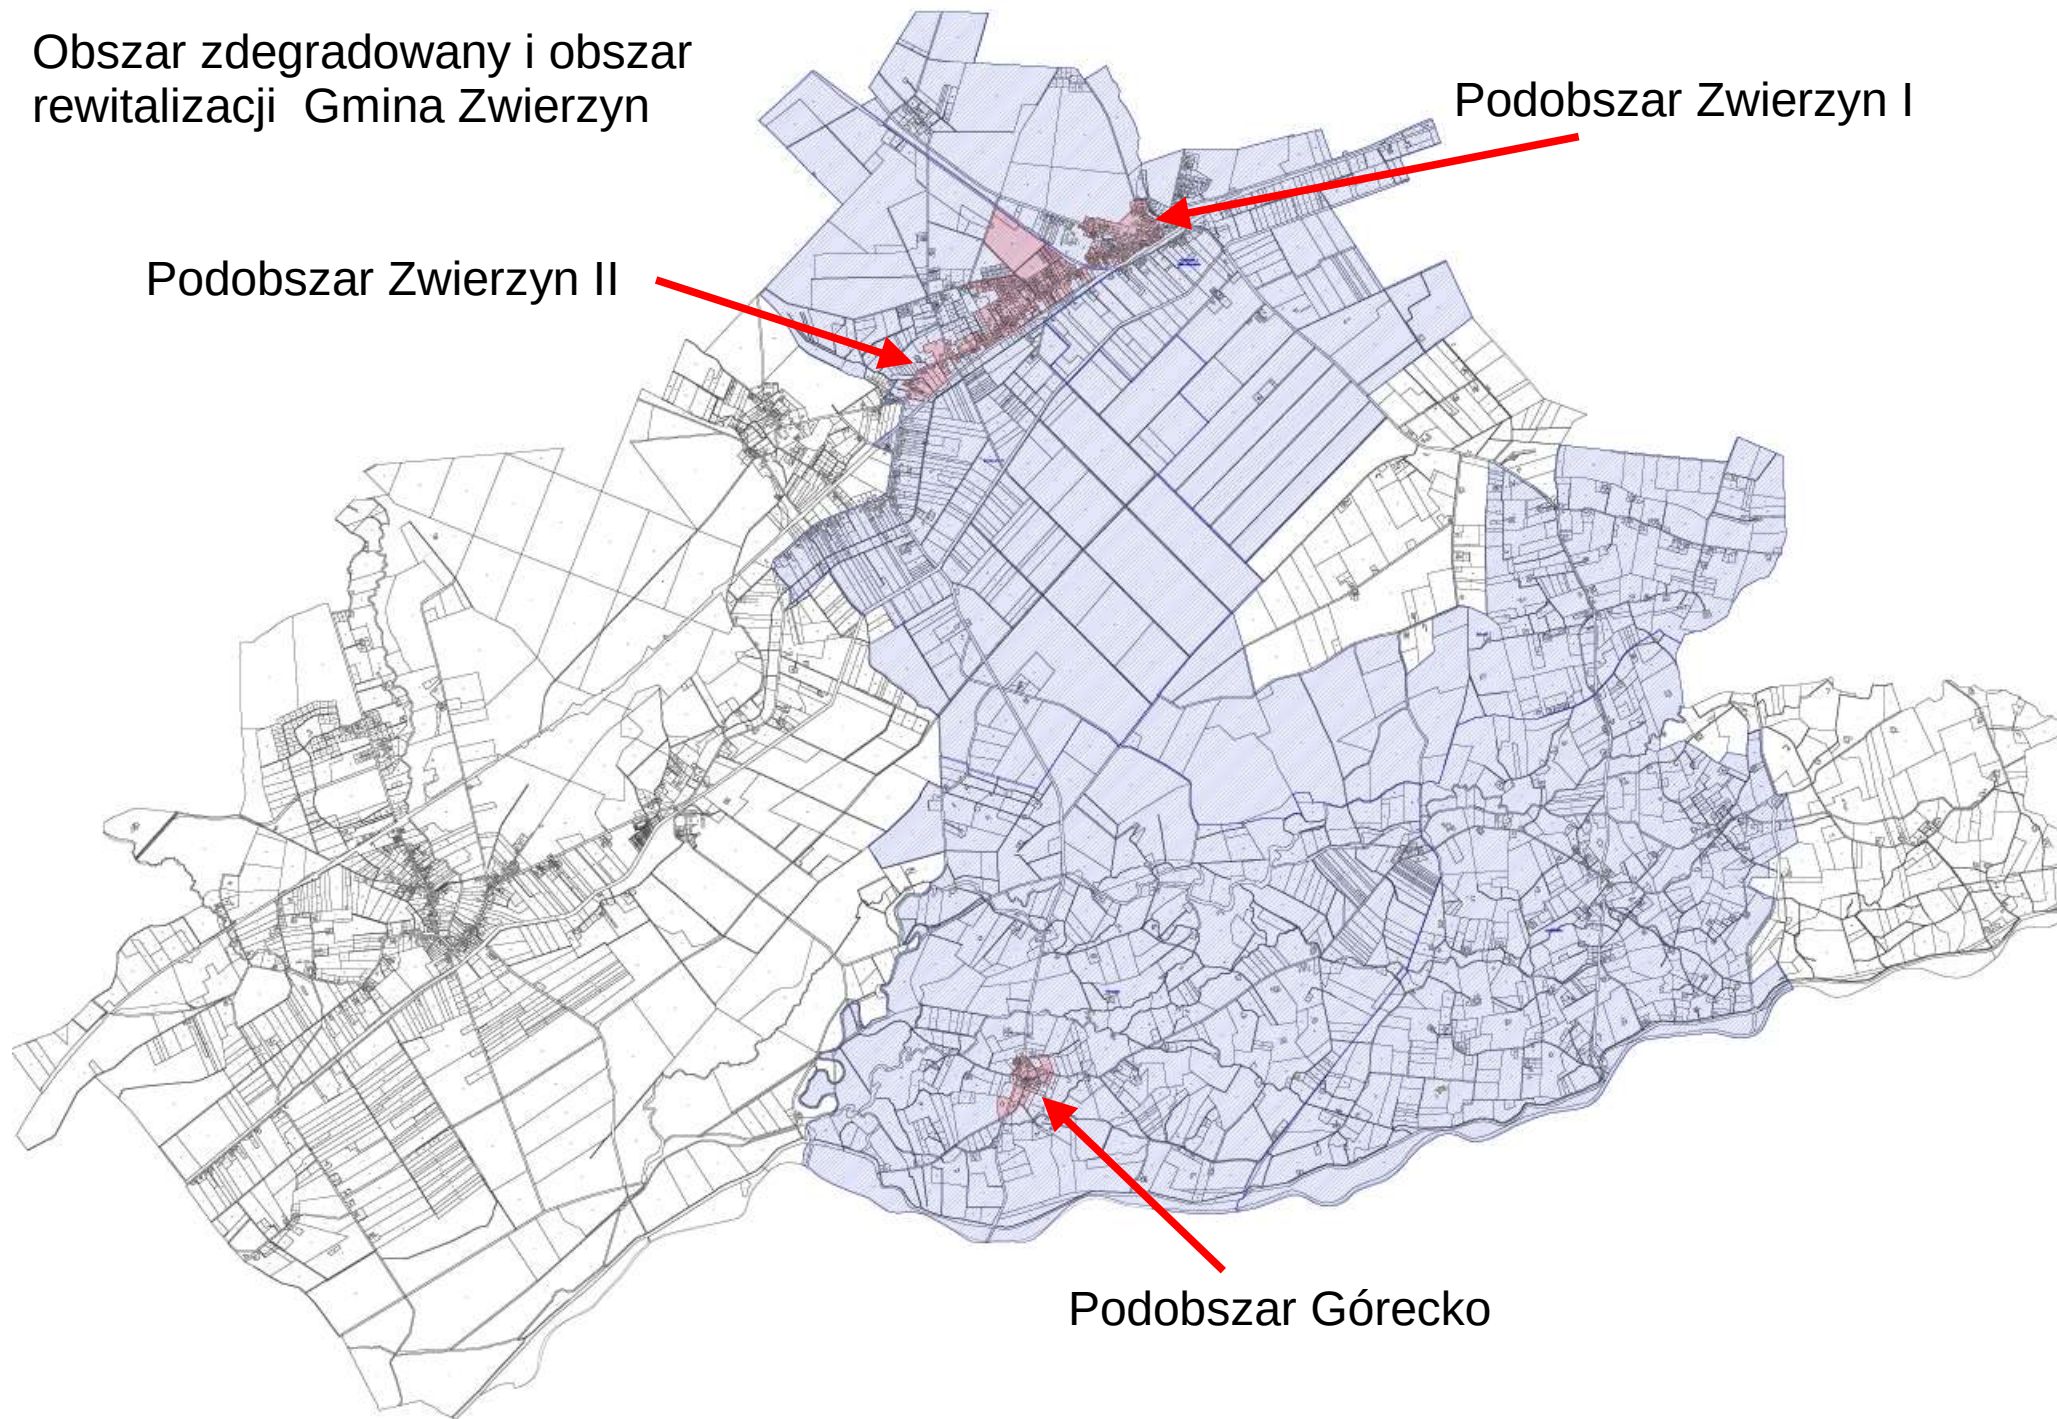 Obszar zdegradowany i obszar
rewitalizacji  Gmina Zwierzyn
Podobszar Zwierzyn I
Podobszar Zwierzyn II
Podobszar Górecko